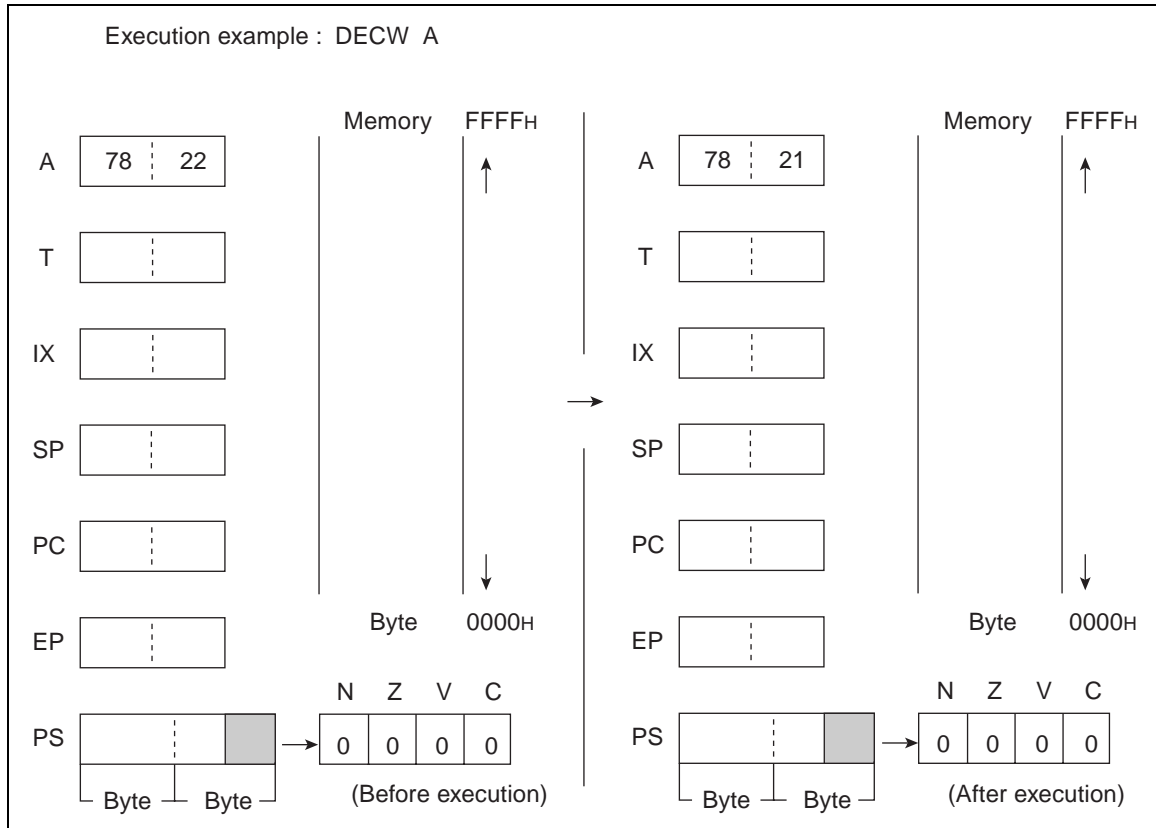 Execution example : DECW A
Memory FFFFH
A 78 22
T
IX
SP
PC
EP
Byte 0000H
N Z V C
PS 0 0 0 0
Byte Byte (Before execution)
Memory FFFFH
A 78 21
T
IX
SP
PC
EP
Byte 0000H
N Z V C
PS 0 0 0 0
Byte Byte (After execution)